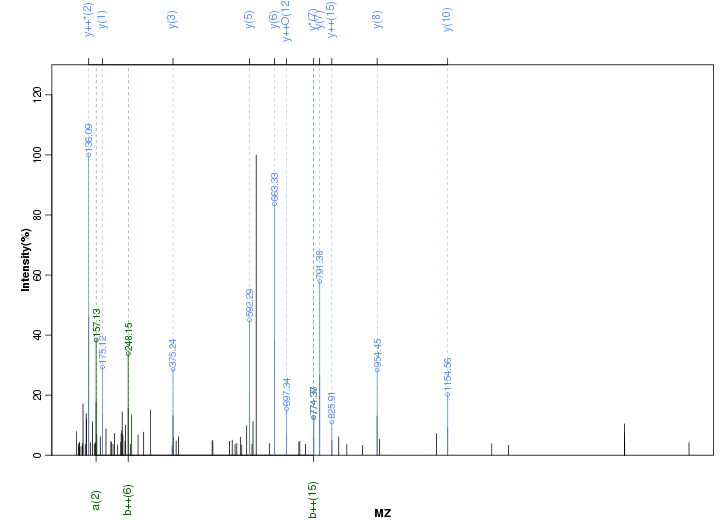 y++*(2)
y(1)
y(3)
y(5)
y(6)
y++O(12
y*(7)
y(7)
y++(15)
y(8)
y(10)
Intensity(%)
0
20
40
60
80
100
120
136.09
157.13
175.12
248.15
375.24
592.29
663.33
697.34
774.37
791.38
825.91
954.45
1154.56
a(2)
b++(6)
b++(15)
MZ